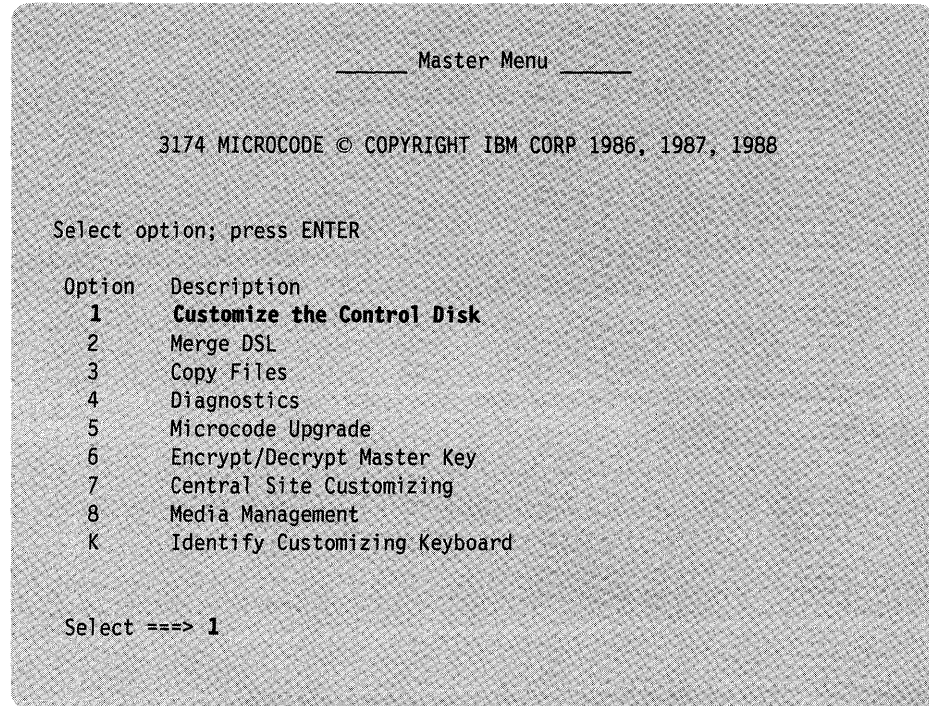 ______ Master Menu ______
3174 MICROCODE © COPYRIGHT IBM CORP 1986, 1987, 1988
Select option; press ENTER
Option Description
1 Customize the Control Disk
2 Merge DSL
3 Copy Files
4 Diagnostics
5 Microcode Upgrade
6 Encrypt/Decrypt Master Key
7 Central Site Customizing
8 Media Management
K Identify Customizing Keyboard
Select ===> 1